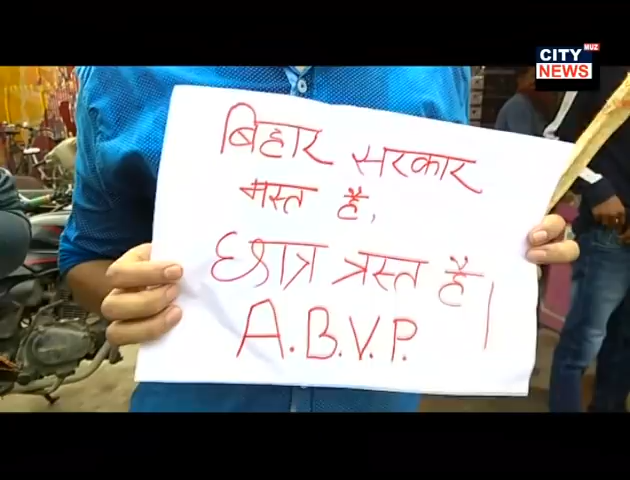 CITY MUZ
NEWS
बिहार सरकार
मस्त है,
छात्र त्रस्त है।
A.B.V.P.